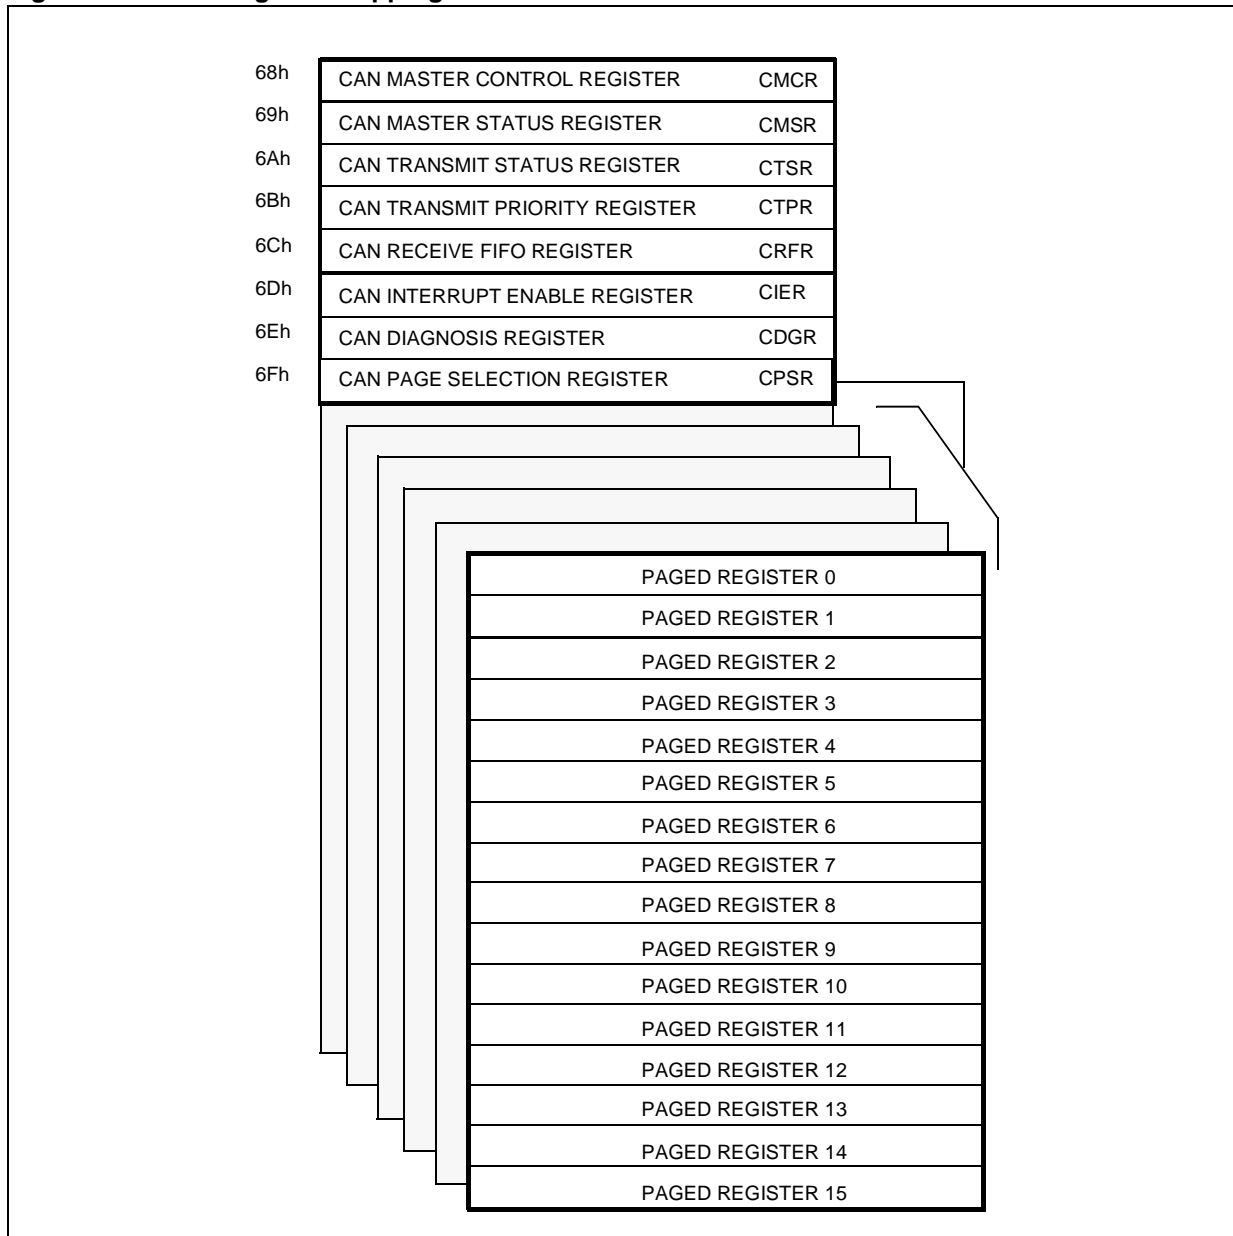 68h CAN MASTER CONTROL REGISTER CMCR
69h CAN MASTER STATUS REGISTER CMSR
6Ah CAN TRANSMIT STATUS REGISTER CTSR
6Bh CAN TRANSMIT PRIORITY REGISTER CTPR
6Ch CAN RECEIVE FIFO REGISTER CRFR
6Dh CAN INTERRUPT ENABLE REGISTER CIER
6Eh CAN DIAGNOSIS REGISTER CDGR
6Fh CAN PAGE SELECTION REGISTER CPSR
PAGED REGISTER 0
PAGED REGISTER 1
PAGED REGISTER 2
PAGED REGISTER 3
PAGED REGISTER 4
PAGED REGISTER 5
PAGED REGISTER 6
PAGED REGISTER 7
PAGED REGISTER 8
PAGED REGISTER 9
PAGED REGISTER 10
PAGED REGISTER 11
PAGED REGISTER 12
PAGED REGISTER 13
PAGED REGISTER 14
PAGED REGISTER 15